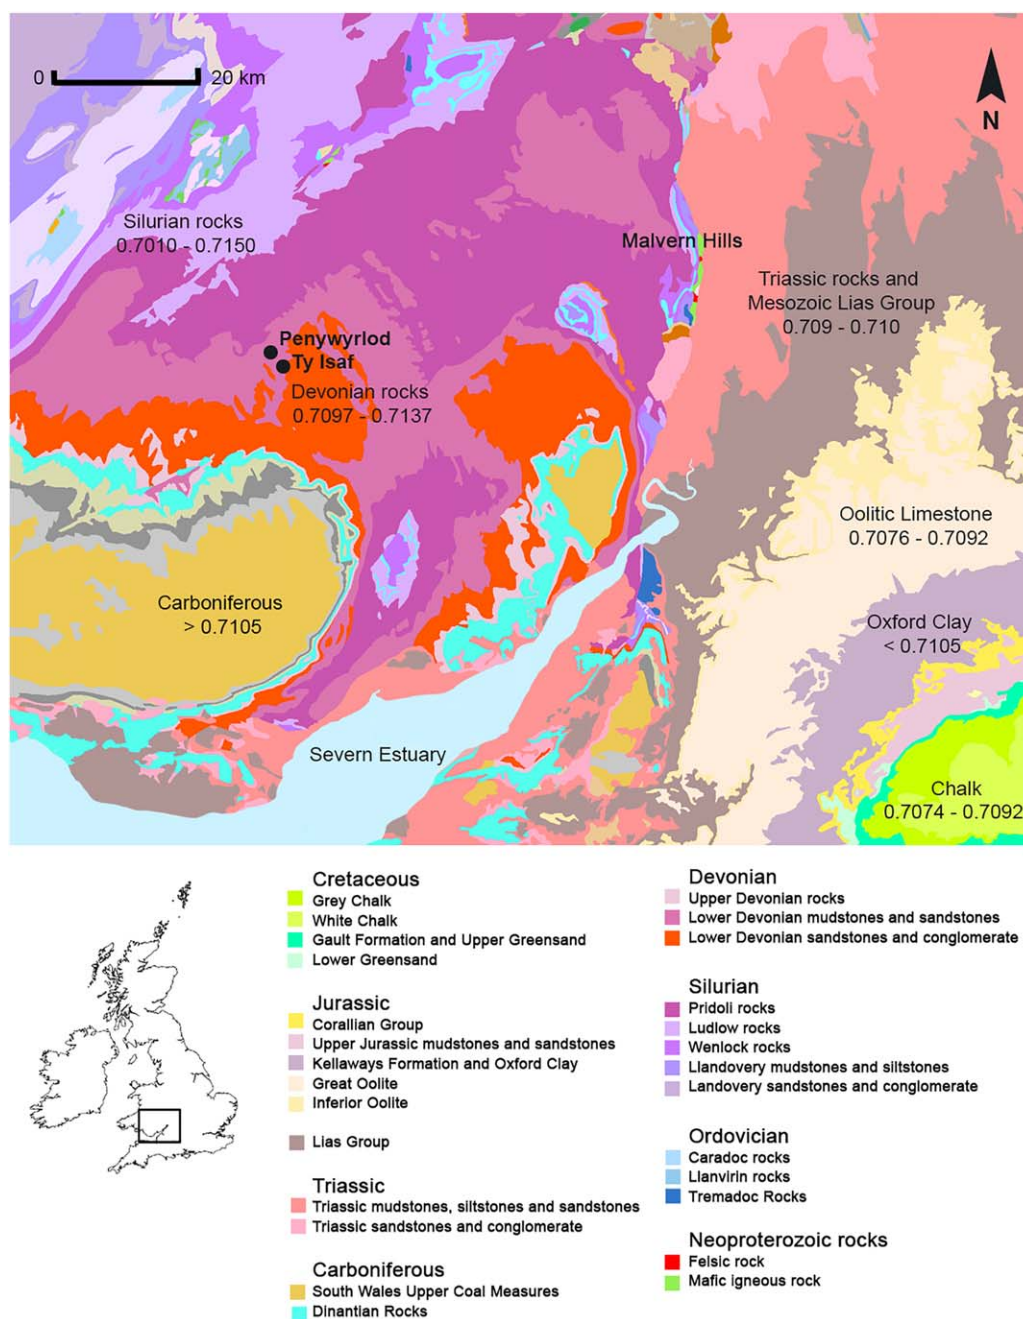 0 20 km
N
Silurian rocks
0.7010 - 0.7150
Malvern Hills
Triassic rocks and
Mesozoic Lias Group
0.709 - 0.710
Penywyrlod
Ty Isaf
Devonian rocks
0.7097 - 0.7137
Oolitic Limestone
0.7076 - 0.7092
Carboniferous
> 0.7105
Oxford Clay
< 0.7105
Severn Estuary
Chalk
0.7074 - 0.7092
Cretaceous
Grey Chalk
White Chalk
Gault Formation and Upper Greensand
Lower Greensand
Jurassic
Corallian Group
Upper Jurassic mudstones and sandstones
Kellaways Formation and Oxford Clay
Great Oolite
Inferior Oolite
Lias Group
Triassic
Triassic mudstones, siltstones and sandstones
Triassic sandstones and conglomerate
Carboniferous
South Wales Upper Coal Measures
Dinantian Rocks
Devonian
Upper Devonian rocks
Lower Devonian mudstones and sandstones
Lower Devonian sandstones and conglomerate
Silurian
Pridoli rocks
Ludlow rocks
Wenlock rocks
Llandovery mudstones and siltstones
Landovery sandstones and conglomerate
Ordovician
Caradoc rocks
Llanvirin rocks
Tremadoc Rocks
Neoproterozoic rocks
Felsic rock
Mafic igneous rock